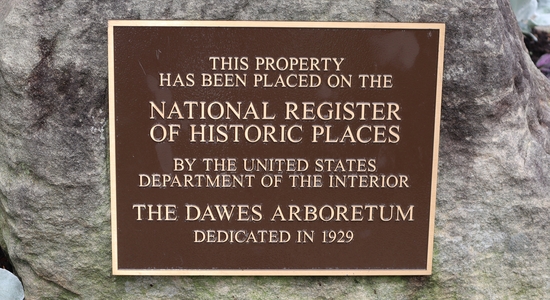 THIS PROPERTY
HAS BEEN PLACED ON THE
NATIONAL REGISTER
OF HISTORIC PLACES
BY THE UNITED STATES
DEPARTMENT OF THE INTERIOR
THE DAWES ARBORETUM
DEDICATED IN 1929